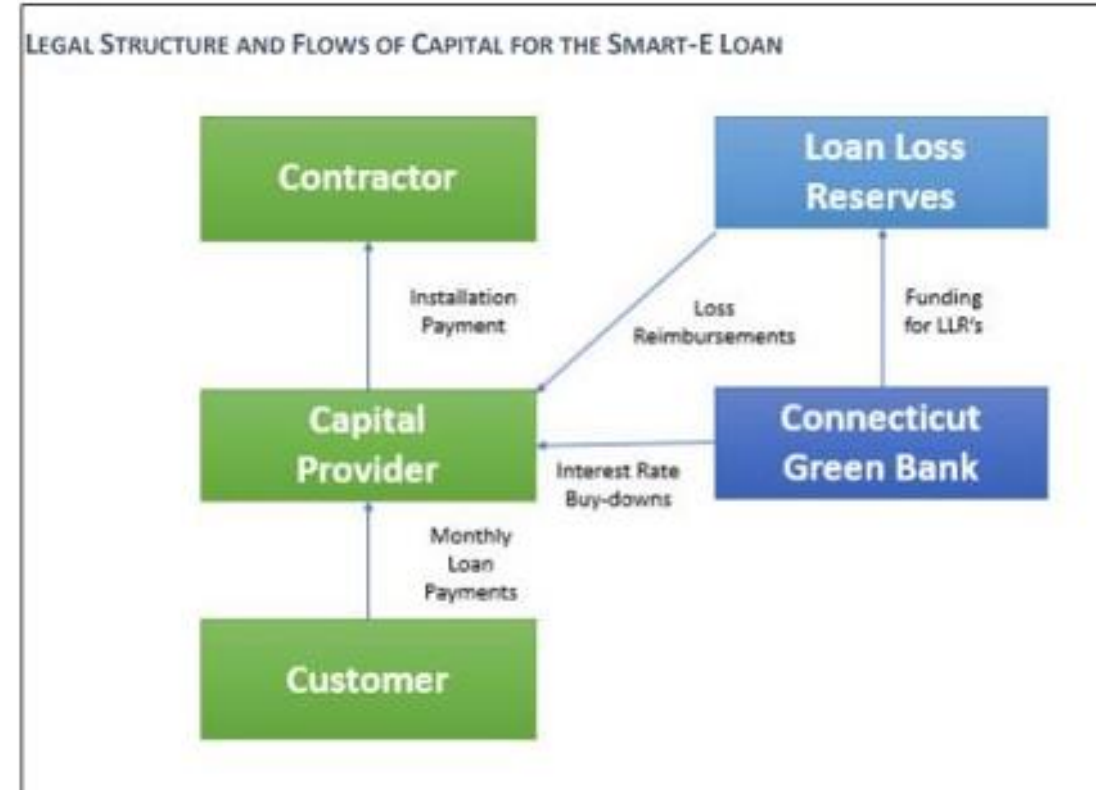 LEGAL STRUCTURE AND FLOWS OF CAPITAL FOR THE SMART-E LOAN
Contractor
Loan Loss
Reserves
Installation
Payment
Loss
Reimbursements
Funding
for LLR's
Capital
Provider
Connecticut
Green Bank
Interest Rate
Buy-downs
Monthly
Loan
Payments
Customer